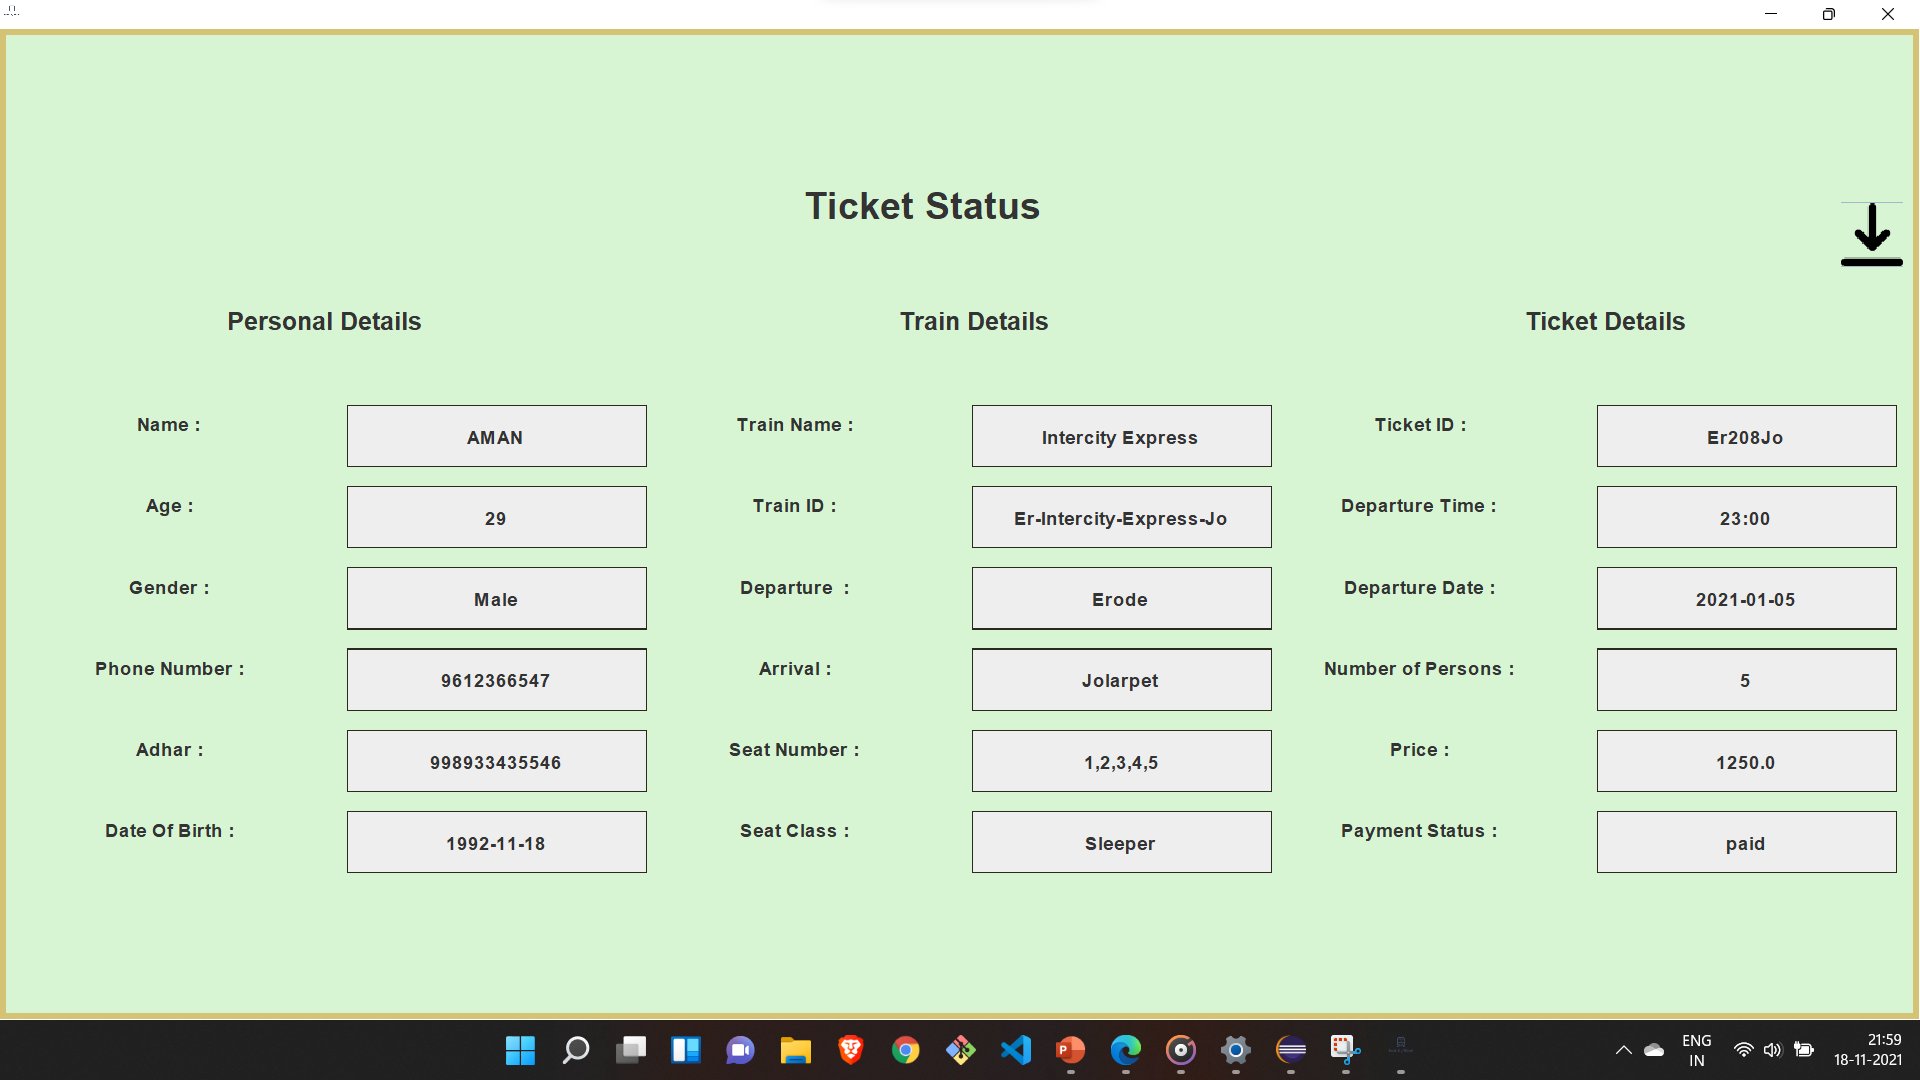 Ticket Status
Personal Details
Train Details
Ticket Details
Name : AMAN
Train Name : Intercity Express
Ticket ID : Er208Jo
Age : 29
Train ID : Er-Intercity-Express-Jo
Departure Time : 23:00
Gender : Male
Departure : Erode
Departure Date : 2021-01-05
Phone Number : 9612366547
Arrival : Jolarpet
Number of Persons : 5
Adhar : 998933435546
Seat Number : 1,2,3,4,5
Price : 1250.0
Date Of Birth : 1992-11-18
Seat Class : Sleeper
Payment Status : paid
P
ENG
IN
21:59
18-11-2021